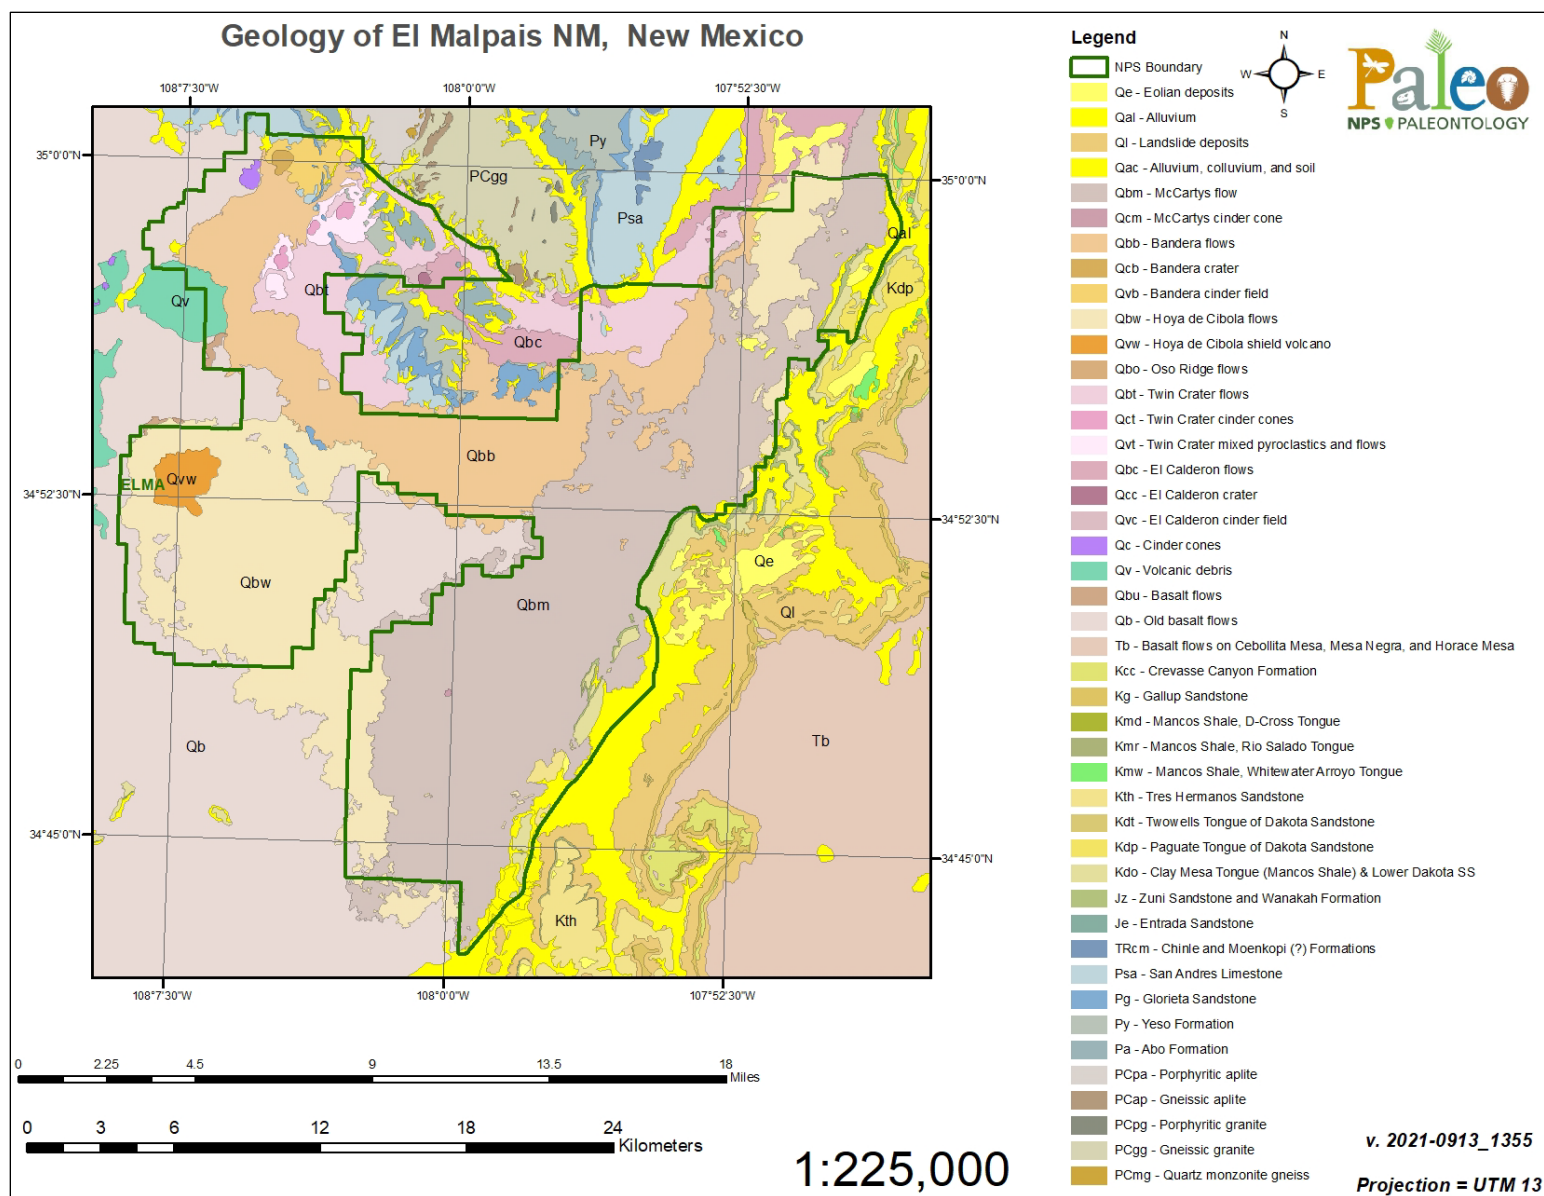 Geology of El Malpais NM, New Mexico
108°7'30"W
108°0'0"W
107°52'30"W
35°0'0"N
35°0'0"N
34°52'30"N
34°52'30"N
34°45'0"N
34°45'0"N
108°7'30"W
108°0'0"W
107°52'30"W
Py
PCgg
Psa
Qal
Kdp
Qv
Qbt
Qbc
Qbb
ELMA
Qvw
Qbw
Qbm
Qe
Ql
Qb
Tb
Kth
Legend
NPS Boundary
Qe - Eolian deposits
Qal - Alluvium
Ql - Landslide deposits
Qac - Alluvium, colluvium, and soil
Qbm - McCartys flow
Qcm - McCartys cinder cone
Qbb - Bandera flows
Qcb - Bandera crater
Qvb - Bandera cinder field
Qbw - Hoya de Cibola flows
Qvw - Hoya de Cibola shield volcano
Qbo - Oso Ridge flows
Qbt - Twin Crater flows
Qct - Twin Crater cinder cones
Qvt - Twin Crater mixed pyroclastics and flows
Qbc - El Calderon flows
Qcc - El Calderon crater
Qvc - El Calderon cinder field
Qc - Cinder cones
Qv - Volcanic debris
Qbu - Basalt flows
Qb - Old basalt flows
Tb - Basalt flows on Cebollita Mesa, Mesa Negra, and Horace Mesa
Kcc - Crevasse Canyon Formation
Kg - Gallup Sandstone
Kmd - Mancos Shale, D-Cross Tongue
Kmr - Mancos Shale, Rio Salado Tongue
Kmw - Mancos Shale, Whitewater Arroyo Tongue
Kth - Tres Hermanos Sandstone
Kdt - Twowells Tongue of Dakota Sandstone
Kdp - Paguate Tongue of Dakota Sandstone
Kdo - Clay Mesa Tongue (Mancos Shale) & Lower Dakota SS
Jz - Zuni Sandstone and Wanakah Formation
Je - Entrada Sandstone
TRcm - Chinle and Moenkopi (?) Formations
Psa - San Andres Limestone
Pg - Glorieta Sandstone
Py - Yeso Formation
Pa - Abo Formation
PCpa - Porphyritic aplite
PCap - Gneissic aplite
PCpg - Porphyritic granite
PCgg - Gneissic granite
PCmg - Quartz monzonite gneiss
N
W E
S
Paleo
NPS PALEONTOLOGY
0 2.25 4.5 9 13.5 18
Miles
0 3 6 12 18 24
Kilometers
1:225,000
v. 2021-0913_1355
Projection = UTM 13